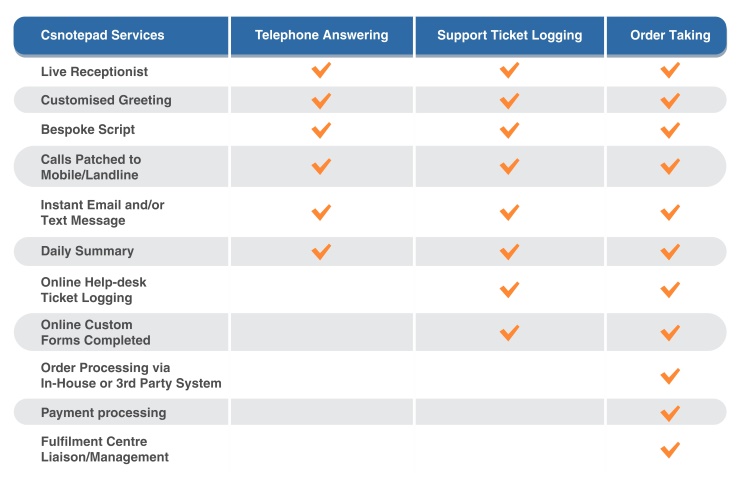 Csnotepad Services Telephone Answering Support Ticket Logging Order Taking
Live Receptionist
Customised Greeting
Bespoke Script
Calls Patched to
Mobile/Landline
Instant Email and/or
Text Message
Daily Summary
Online Help-desk
Ticket Logging
Online Custom
Forms Completed
Order Processing via
In-House or 3rd Party System
Payment processing
Fulfilment Centre
Liaison/Management